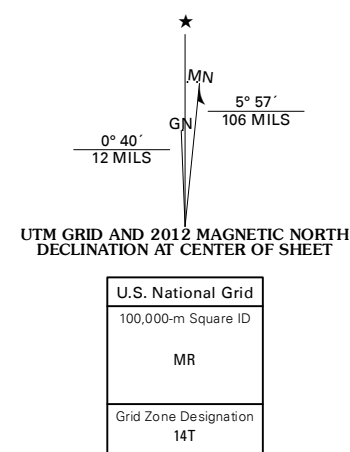 ★
MN
5° 57´
106 MILS
GN
0° 40´
12 MILS
UTM GRID AND 2012 MAGNETIC NORTH
DECLINATION AT CENTER OF SHEET
U.S. National Grid
100,000-m Square ID
MR
Grid Zone Designation
14T